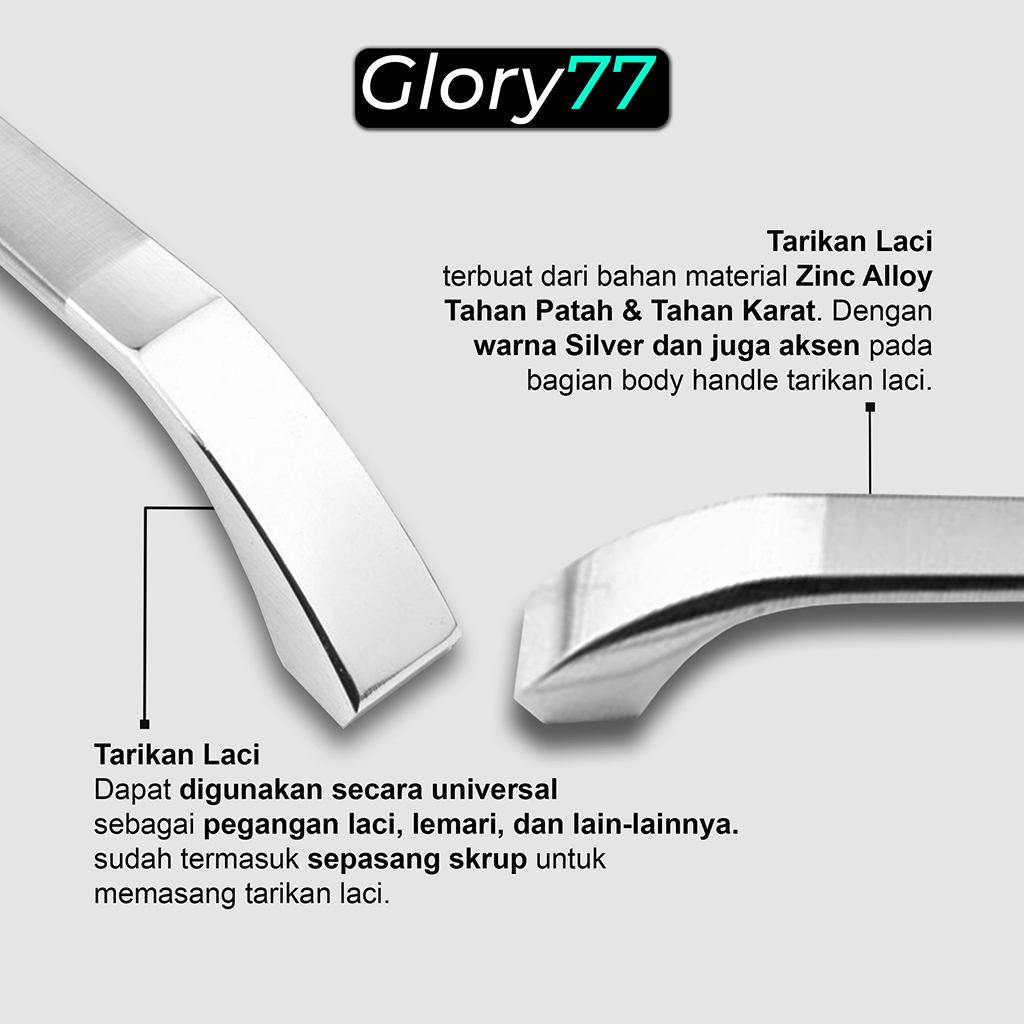 Glory77
Tarikan Laci
terbuat dari bahan material Zinc Alloy
Tahan Patah & Tahan Karat. Dengan
warna Silver dan juga aksen pada
bagian body handle tarikan laci.
Tarikan Laci
Dapat digunakan secara universal
sebagai pegangan laci, lemari, dan lain-lainnya.
sudah termasuk sepasang skrup untuk
memasang tarikan laci.